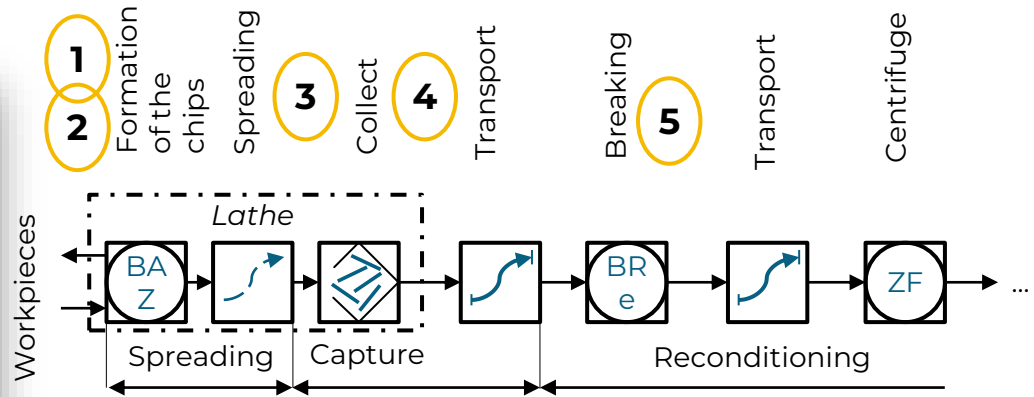 1
2
Formation
of the
chips
Spreading
3
Collect
4
Transport
Breaking
5
Transport
Centrifuge
Workpieces
Lathe
BA
Z
BR
e
ZF
...
Spreading
Capture
Reconditioning